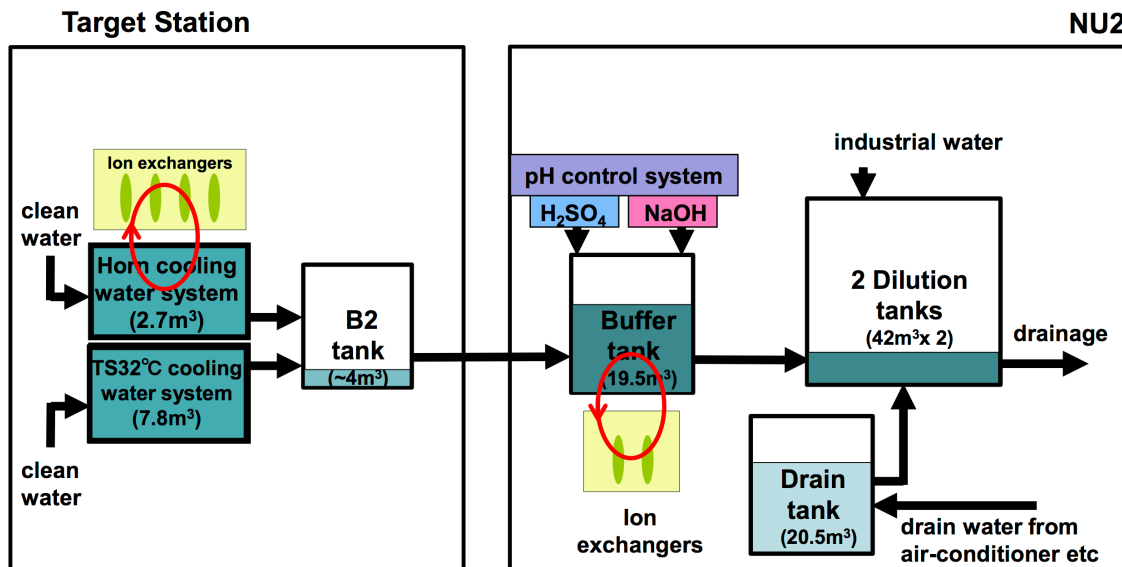 Target Station
NU2
Ion exchangers
clean
water
Horn cooling
water system
(2.7m³)
TS32℃ cooling
water system
(7.8m³)
clean
water
B2
tank
(~4m³)
pH control system
H₂SO₄
NaOH
Buffer
tank
(19.5m³)
Ion
exchangers
industrial water
2 Dilution
tanks
(42m³x 2)
drainage
Drain
tank
(20.5m³)
drain water from
air-conditioner etc